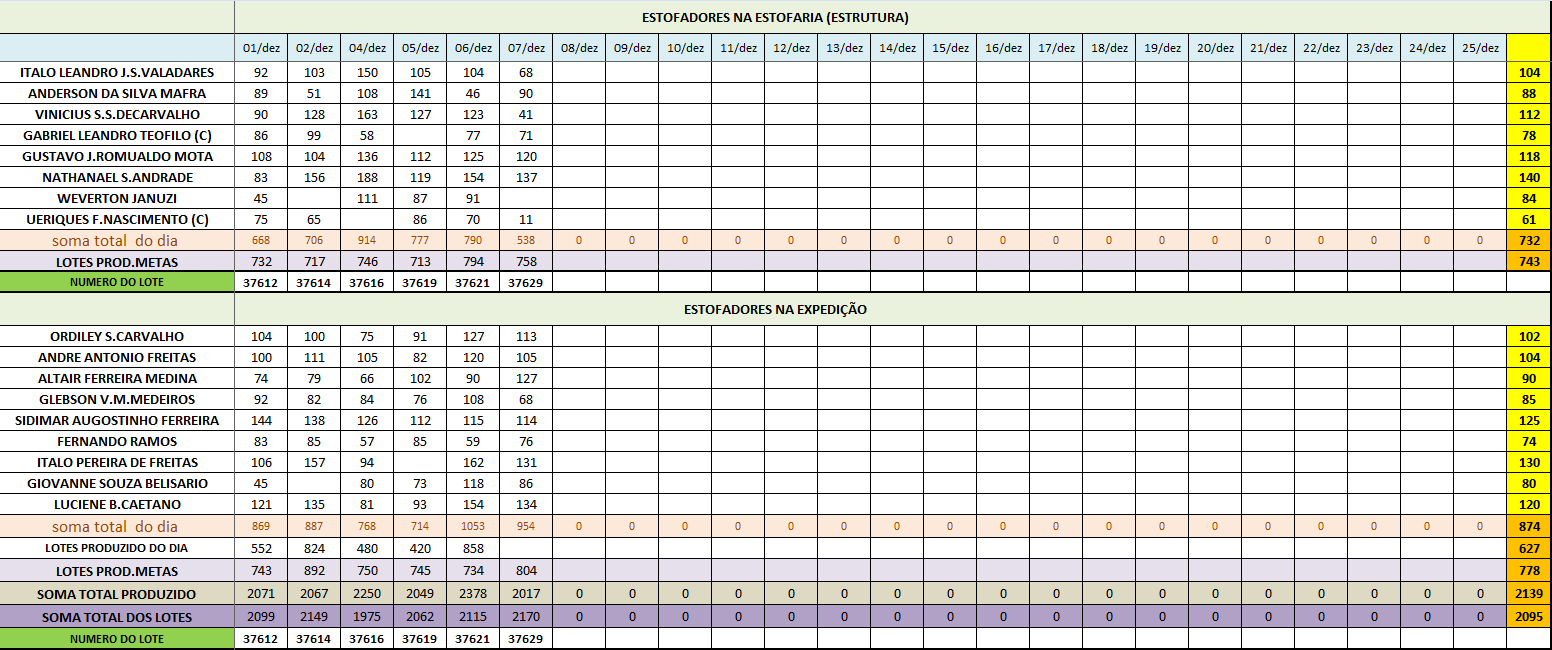 ESTOFADORES NA ESTOFARIA (ESTRUTURA)
01/dez 02/dez 04/dez 05/dez 06/dez 07/dez 08/dez 09/dez 10/dez 11/dez 12/dez 13/dez 14/dez 15/dez 16/dez 17/dez 18/dez 19/dez 20/dez 21/dez 22/dez 23/dez 24/dez 25/dez
ITALO LEANDRO J.S.VALADARES 92 103 150 105 104 68 104
ANDERSON DA SILVA MAFRA 89 51 108 141 46 90 88
VINICIUS S.S.DECARVALHO 90 128 163 127 123 41 112
GABRIEL LEANDRO TEOFILO (C) 86 99 58 77 71 78
GUSTAVO J.ROMUALDO MOTA 108 104 136 112 125 120 118
NATHANAEL S.ANDRADE 83 156 188 119 154 137 140
WEVERTON JANUZI 45 111 87 91 84
UERIQUES F.NASCIMENTO (C) 75 65 86 70 11 61
soma total do dia 668 706 914 777 790 538 0 0 0 0 0 0 0 0 0 0 0 0 0 0 0 0 0 0 732
LOTES PROD.METAS 732 717 746 713 794 758 743
NUMERO DO LOTE 37612 37614 37616 37619 37621 37629
ESTOFADORES NA EXPEDIÇÃO
ORDILEY S.CARVALHO 104 100 75 91 127 113 102
ANDRE ANTONIO FREITAS 100 111 105 82 120 105 104
ALTAIR FERREIRA MEDINA 74 79 66 102 90 127 90
GLEBSON V.M.MEDEIROS 92 82 84 76 108 68 85
SIDIMAR AUGOSTINHO FERREIRA 144 138 126 112 115 114 125
FERNANDO RAMOS 83 85 57 85 59 76 74
ITALO PEREIRA DE FREITAS 106 157 94 162 131 130
GIOVANNE SOUZA BELISARIO 45 80 73 118 86 80
LUCIENE B.CAETANO 121 135 81 93 154 134 120
soma total do dia 869 887 768 714 1053 954 0 0 0 0 0 0 0 0 0 0 0 0 0 0 0 0 0 0 874
LOTES PRODUZIDO DO DIA 552 824 480 420 858 627
LOTES PROD.METAS 743 892 750 745 734 804 778
SOMA TOTAL PRODUZIDO 2071 2067 2250 2049 2378 2017 0 0 0 0 0 0 0 0 0 0 0 0 0 0 0 0 0 0 2139
SOMA TOTAL DOS LOTES 2099 2149 1975 2062 2115 2170 0 0 0 0 0 0 0 0 0 0 0 0 0 0 0 0 0 0 2095
NUMERO DO LOTE 37612 37614 37616 37619 37621 37629